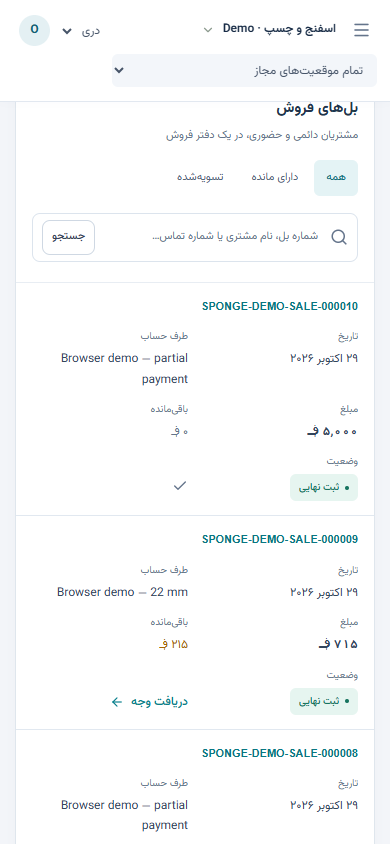 اسفنج و چسپ · Demo
دری
O
تمام موقعیت‌های مجاز
بل‌های فروش
مشتریان دائمی و حضوری، در یک دفتر فروش
همه
دارای مانده
تسویه‌شده
شماره بل، نام مشتری یا شماره تماس...
جستجو
SPONGE-DEMO-SALE-000010
تاریخ
طرف حساب
۲۹ اکتوبر ۲۰۲۶
Browser demo — partial
payment
مبلغ
باقی‌مانده
۵,۰۰۰ ؋
۰ ؋
وضعیت
ثبت نهایی
SPONGE-DEMO-SALE-000009
تاریخ
طرف حساب
۲۹ اکتوبر ۲۰۲۶
Browser demo — 22 mm
مبلغ
باقی‌مانده
۷۱۵ ؋
۲۱۵ ؋
وضعیت
ثبت نهایی
دریافت وجه ←
SPONGE-DEMO-SALE-000008
تاریخ
طرف حساب
۲۹ اکتوبر ۲۰۲۶
Browser demo — partial
payment